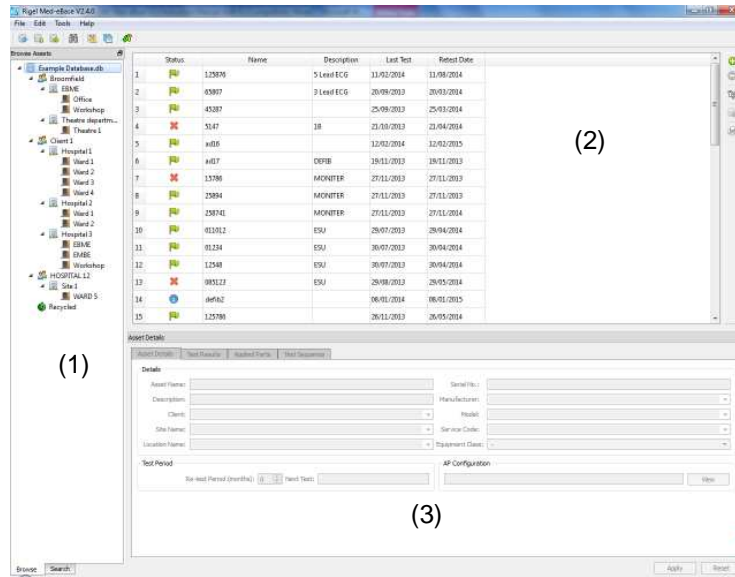 Rigel Med-eBase V2.4.0
File Edit Tools Help
Browse Assets
Example Database.db
Broomfield
EBME
Office
Workshop
Theatre departm...
Theatre 1
Client 1
Hospital 1
Ward 1
Ward 2
Ward 3
Ward 4
Hospital 2
Ward 1
Ward 2
Hospital 3
EBME
EMBE
Workshop
HOSPITAL 12
Site 1
WARD 5
Recycled
(1)
Browse Search
Status Name Description Last Test Retest Date
1 125876 5 Lead ECG 11/02/2014 11/08/2014
2 65807 3 Lead ECG 20/09/2013 20/03/2014
3 45287 25/09/2013 25/03/2014
4 5147 18 21/10/2013 21/04/2014
5 ad16 12/02/2014 12/02/2015
6 ad17 DEFIB 19/11/2013 19/11/2013
7 15786 MONITER 27/11/2013 27/11/2013
8 25894 MONITER 27/11/2013 27/11/2013
9 258741 MONITER 27/11/2013 27/11/2014
10 011012 ESU 29/07/2013 29/04/2014
11 01234 ESU 30/07/2013 30/04/2014
12 12548 ESU 30/07/2013 30/04/2014
13 085123 ESU 29/08/2013 29/05/2014
14 defib2 08/01/2014 08/01/2015
15 125786 26/11/2013 26/05/2014
(2)
Asset Details
Asset Details Test Results Applied Parts Test Sequence
Details
Asset Name: Serial No.:
Description: Manufacturer:
Client: Model:
Site Name: Service Code:
Location Name: Equipment Class: -
Test Period AP Configuration
Re-test Period (months): 0 Next Test: View
(3)
Apply Reset